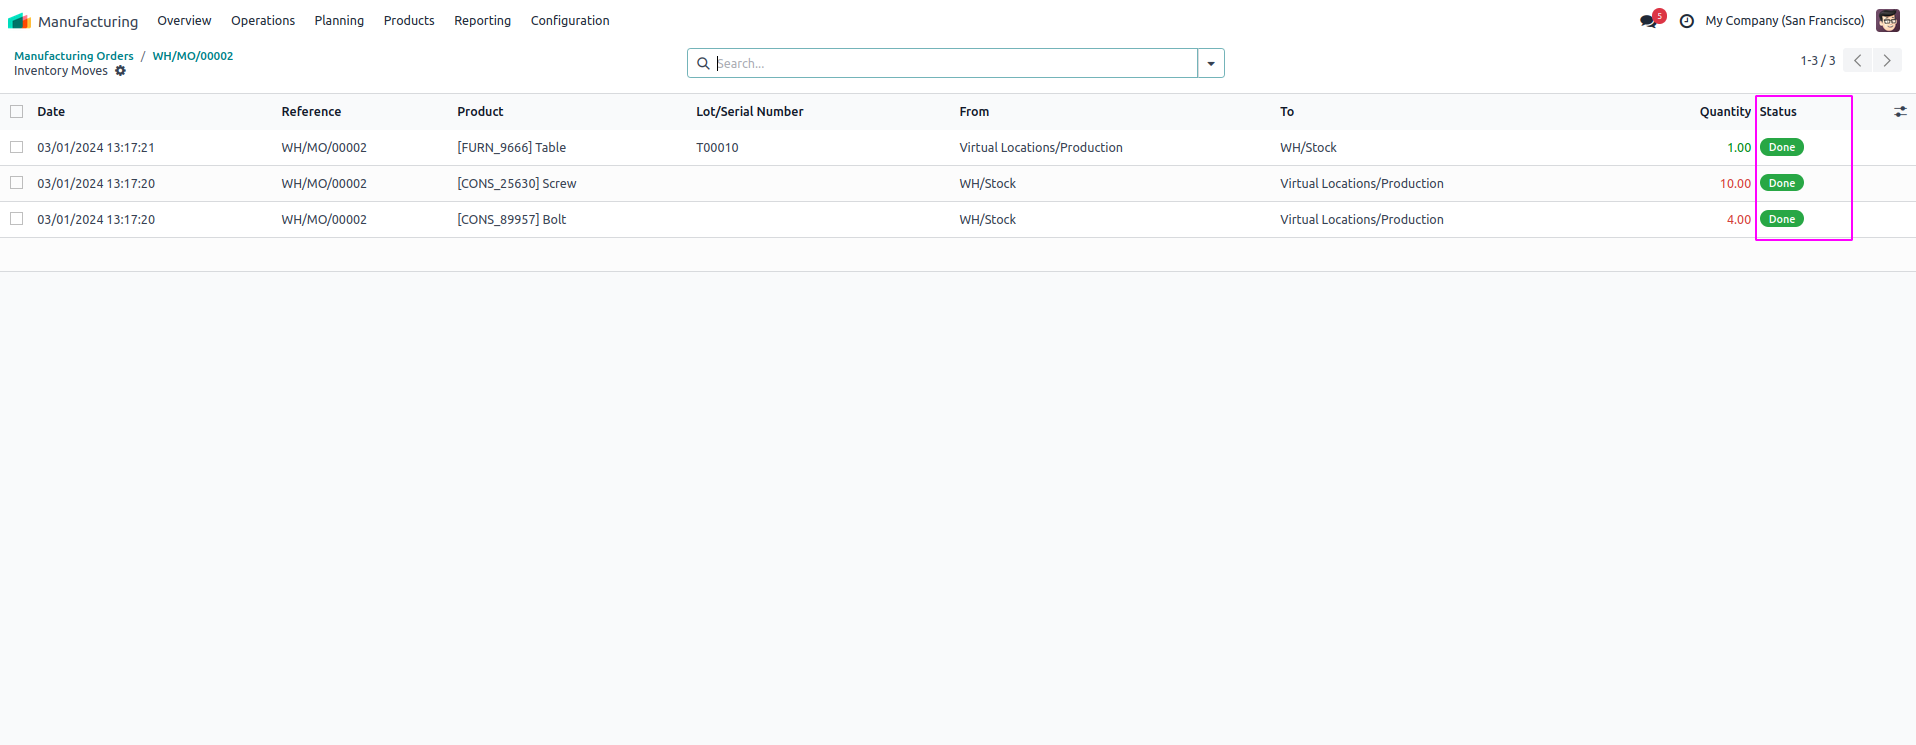 Manufacturing Overview Operations Planning Products Reporting Configuration 5 My Company (San Francisco)
Manufacturing Orders / WH/MO/00002
Inventory Moves
Search...
1-3 / 3
Date Reference Product Lot/Serial Number From To Quantity Status
03/01/2024 13:17:21 WH/MO/00002 [FURN_9666] Table T00010 Virtual Locations/Production WH/Stock 1.00 Done
03/01/2024 13:17:20 WH/MO/00002 [CONS_25630] Screw WH/Stock Virtual Locations/Production 10.00 Done
03/01/2024 13:17:20 WH/MO/00002 [CONS_89957] Bolt WH/Stock Virtual Locations/Production 4.00 Done